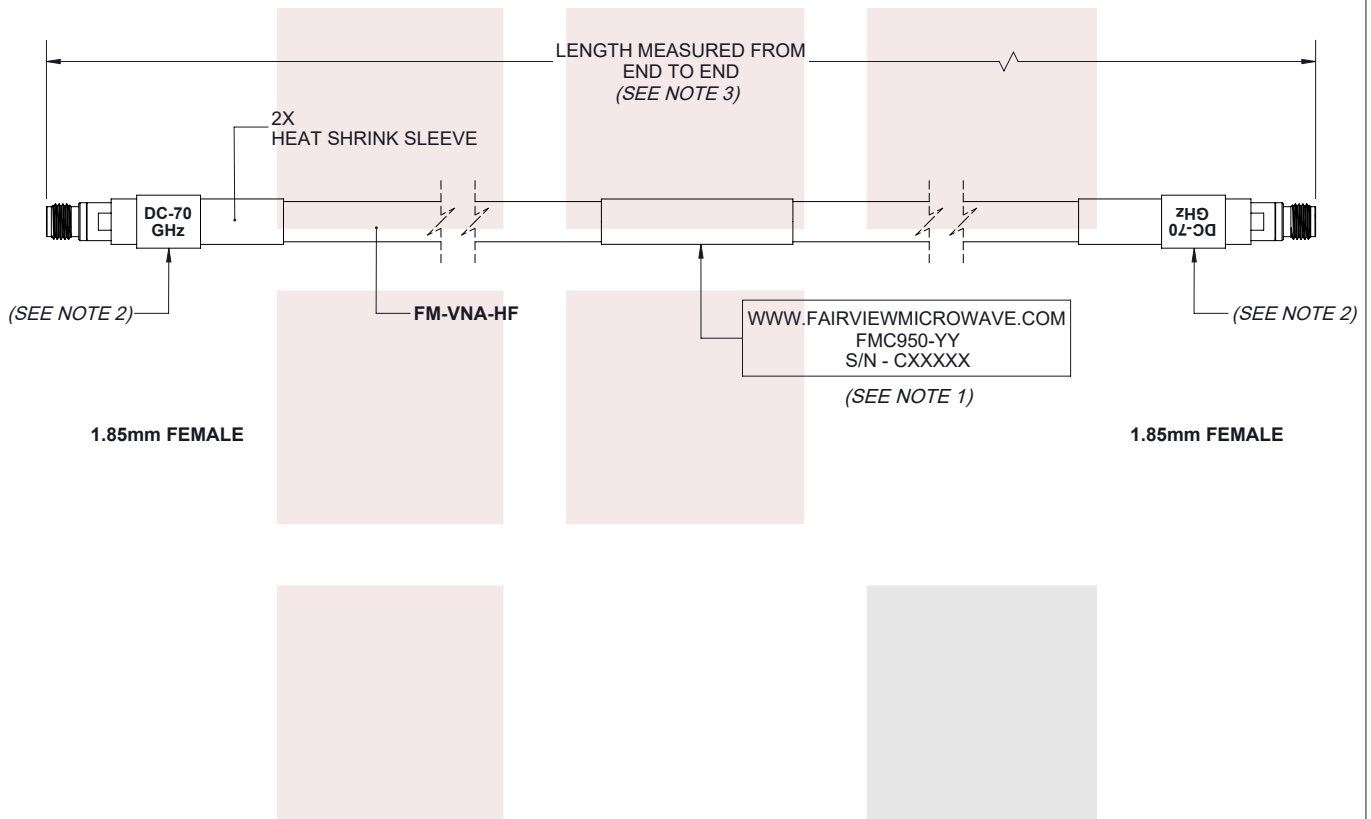 LENGTH MEASURED FROM
END TO END
(SEE NOTE 3)
2X
HEAT SHRINK SLEEVE
DC-70
GHz
DC-70
GHz
(SEE NOTE 2)
FM-VNA-HF
WWW.FAIRVIEWMICROWAVE.COM
FMC950-YY
S/N - CXXXXX
(SEE NOTE 2)
(SEE NOTE 1)
1.85mm FEMALE
1.85mm FEMALE